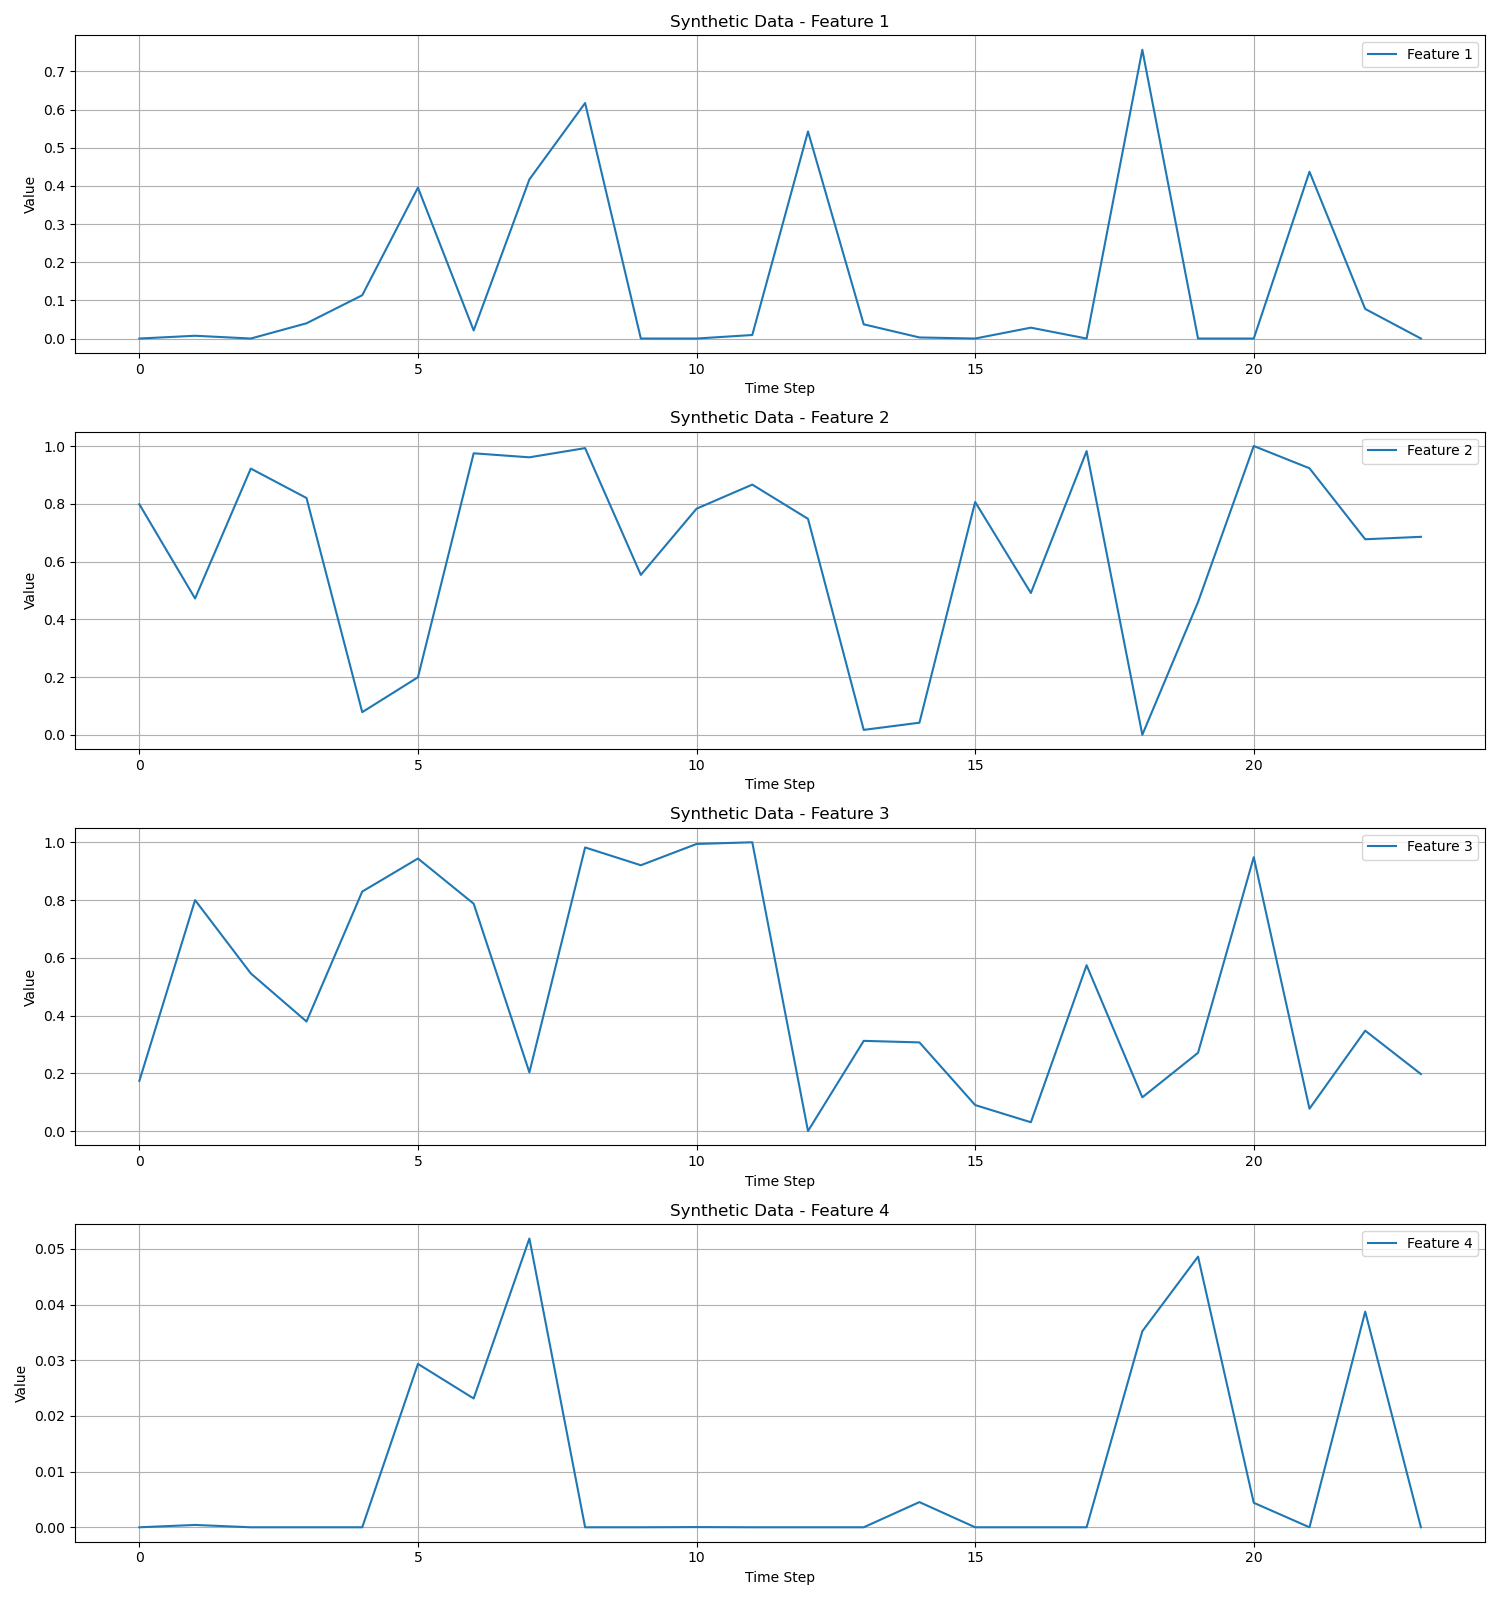 Synthetic Data - Feature 1
Feature 1
0.7
0.6
0.5
0.4
0.3
0.2
0.1
0.0
Value
0 5 10 15 20
Time Step
Synthetic Data - Feature 2
Feature 2
1.0
0.8
0.6
0.4
0.2
0.0
Value
0 5 10 15 20
Time Step
Synthetic Data - Feature 3
Feature 3
1.0
0.8
0.6
0.4
0.2
0.0
Value
0 5 10 15 20
Time Step
Synthetic Data - Feature 4
Feature 4
0.05
0.04
0.03
0.02
0.01
0.00
Value
0 5 10 15 20
Time Step